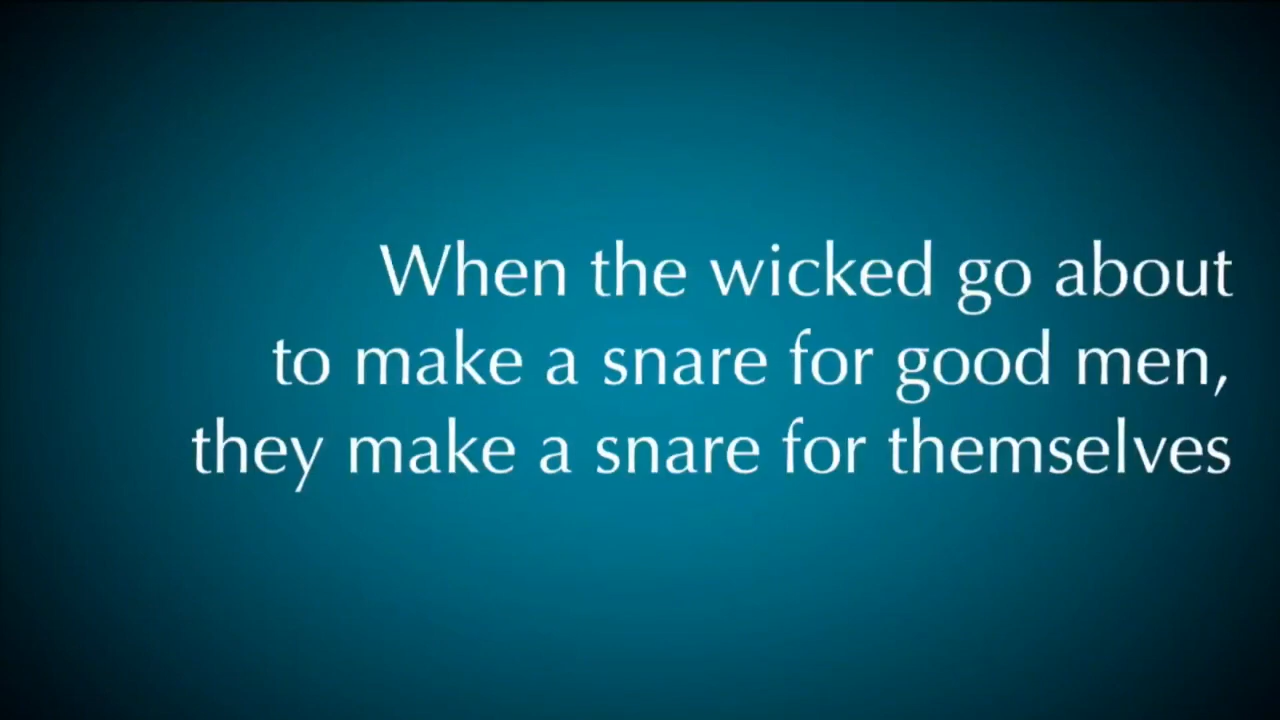 When the wicked go about
to make a snare for good men,
they make a snare for themselves